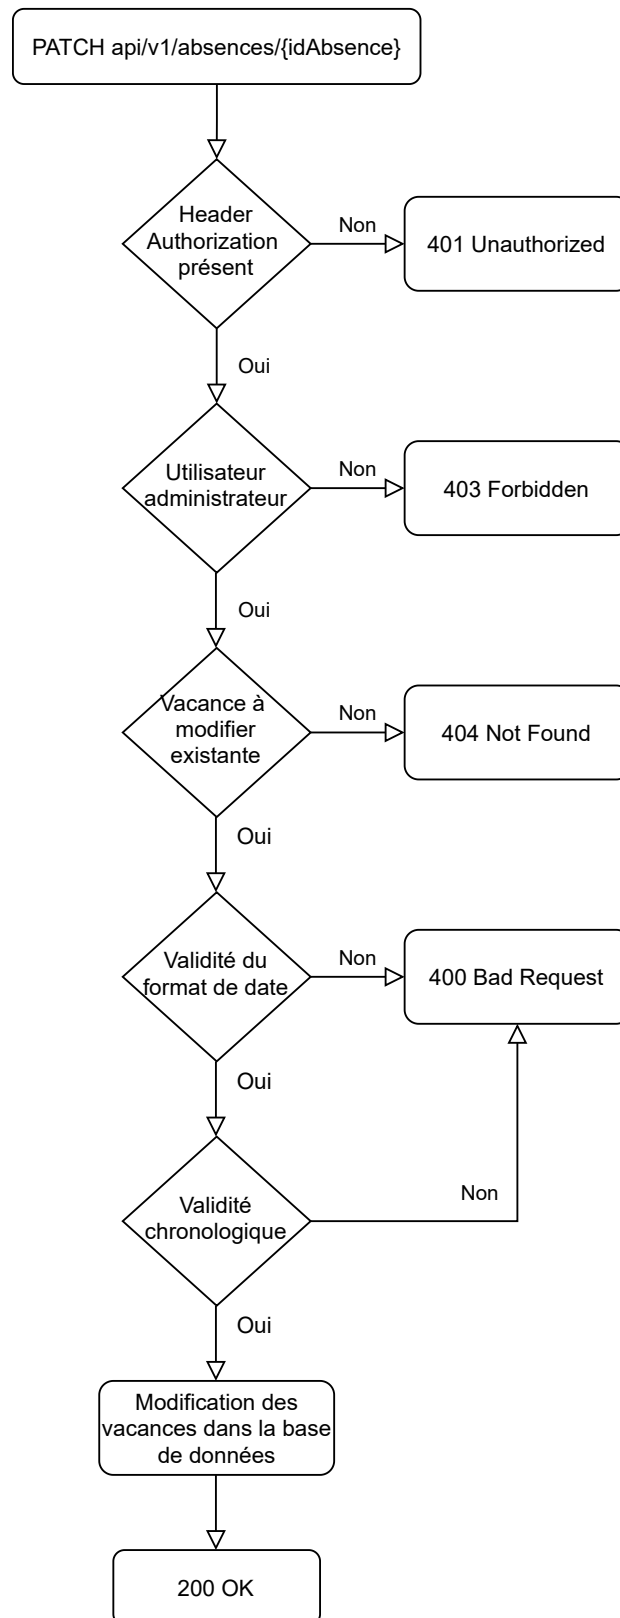 PATCH api/v1/absences/{idAbsence}
Header
Authorization
présent
Non
401 Unauthorized
Oui
Utilisateur
administrateur
Non
403 Forbidden
Oui
Vacance à
modifier
existante
Non
404 Not Found
Oui
Validité du
format de date
Non
400 Bad Request
Oui
Validité
chronologique
Non
Oui
Modification des
vacances dans la base
de données
200 OK